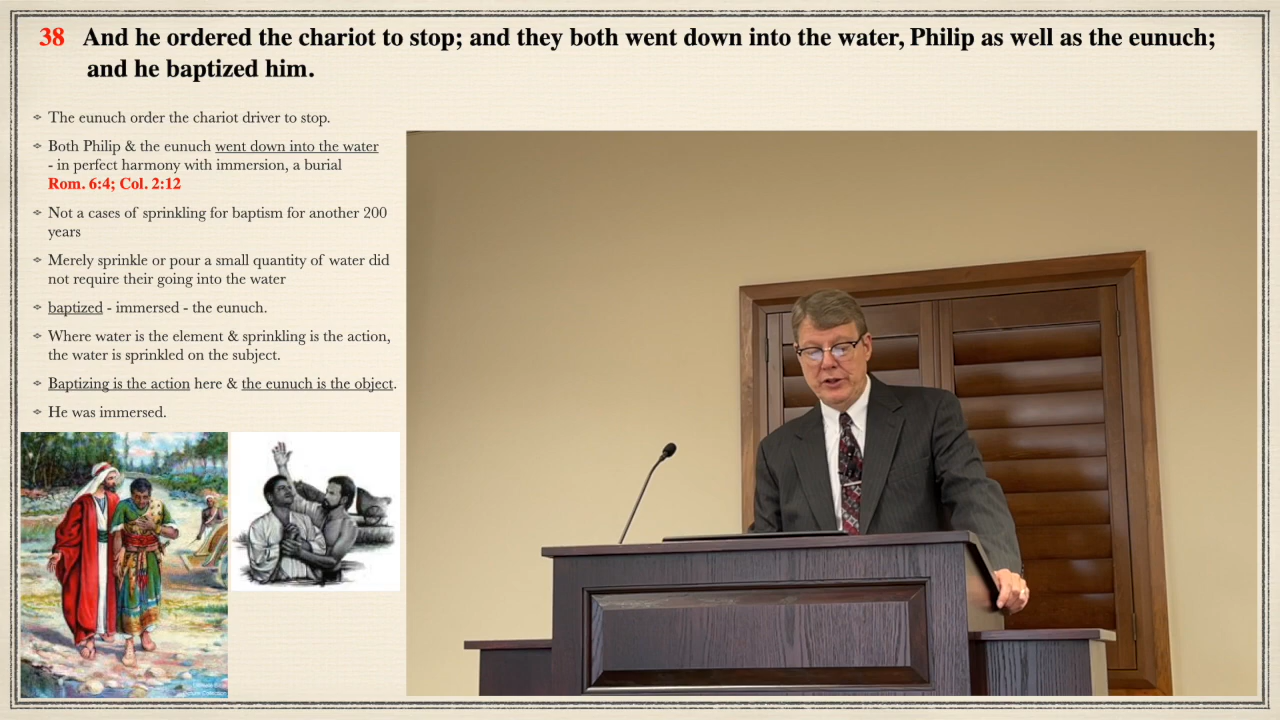 38 And he ordered the chariot to stop; and they both went down into the water, Philip as well as the eunuch;
and he baptized him.
The eunuch order the chariot driver to stop.
Both Philip & the eunuch went down into the water
- in perfect harmony with immersion, a burial
Rom. 6:4; Col. 2:12
Not a cases of sprinkling for baptism for another 200
years
Merely sprinkle or pour a small quantity of water did
not require their going into the water
baptized - immersed - the eunuch.
Where water is the element & sprinkling is the action,
the water is sprinkled on the subject.
Baptizing is the action here & the eunuch is the object.
He was immersed.